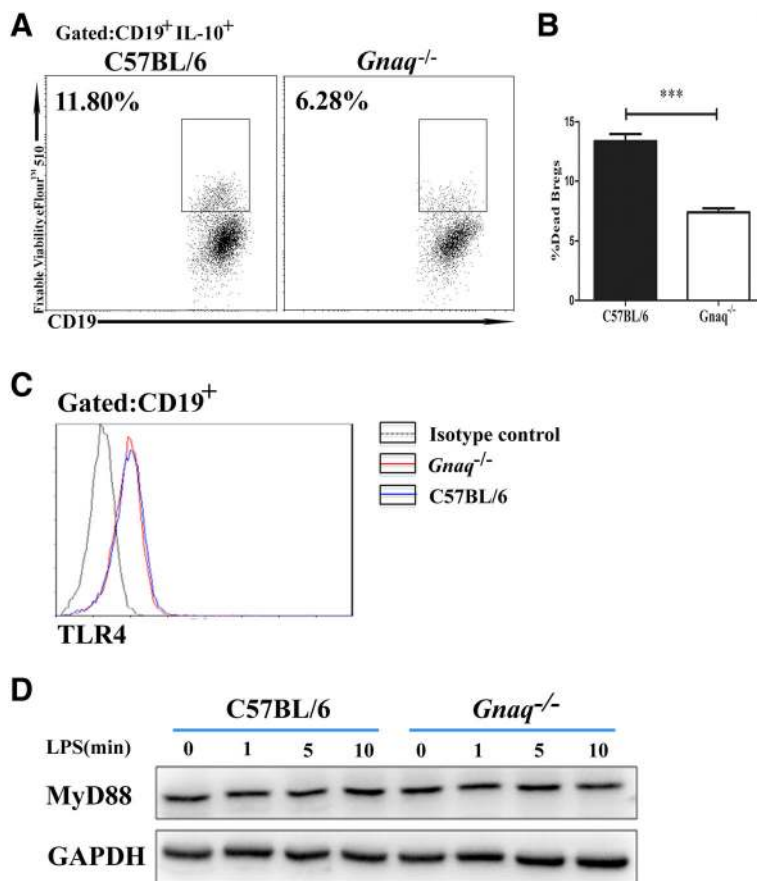 A
Gated:CD19+ IL-10+
C57BL/6
Gnaq-/-
11.80%
6.28%
Fixable Viability eFlour™ 510
CD19
B
***
%Dead Bregs
15
10
5
0
C57BL/6
Gnaq-/-
C
Gated:CD19+
Isotype control
Gnaq-/-
C57BL/6
TLR4
D
C57BL/6
Gnaq-/-
LPS(min)
0 1 5 10 0 1 5 10
MyD88
GAPDH